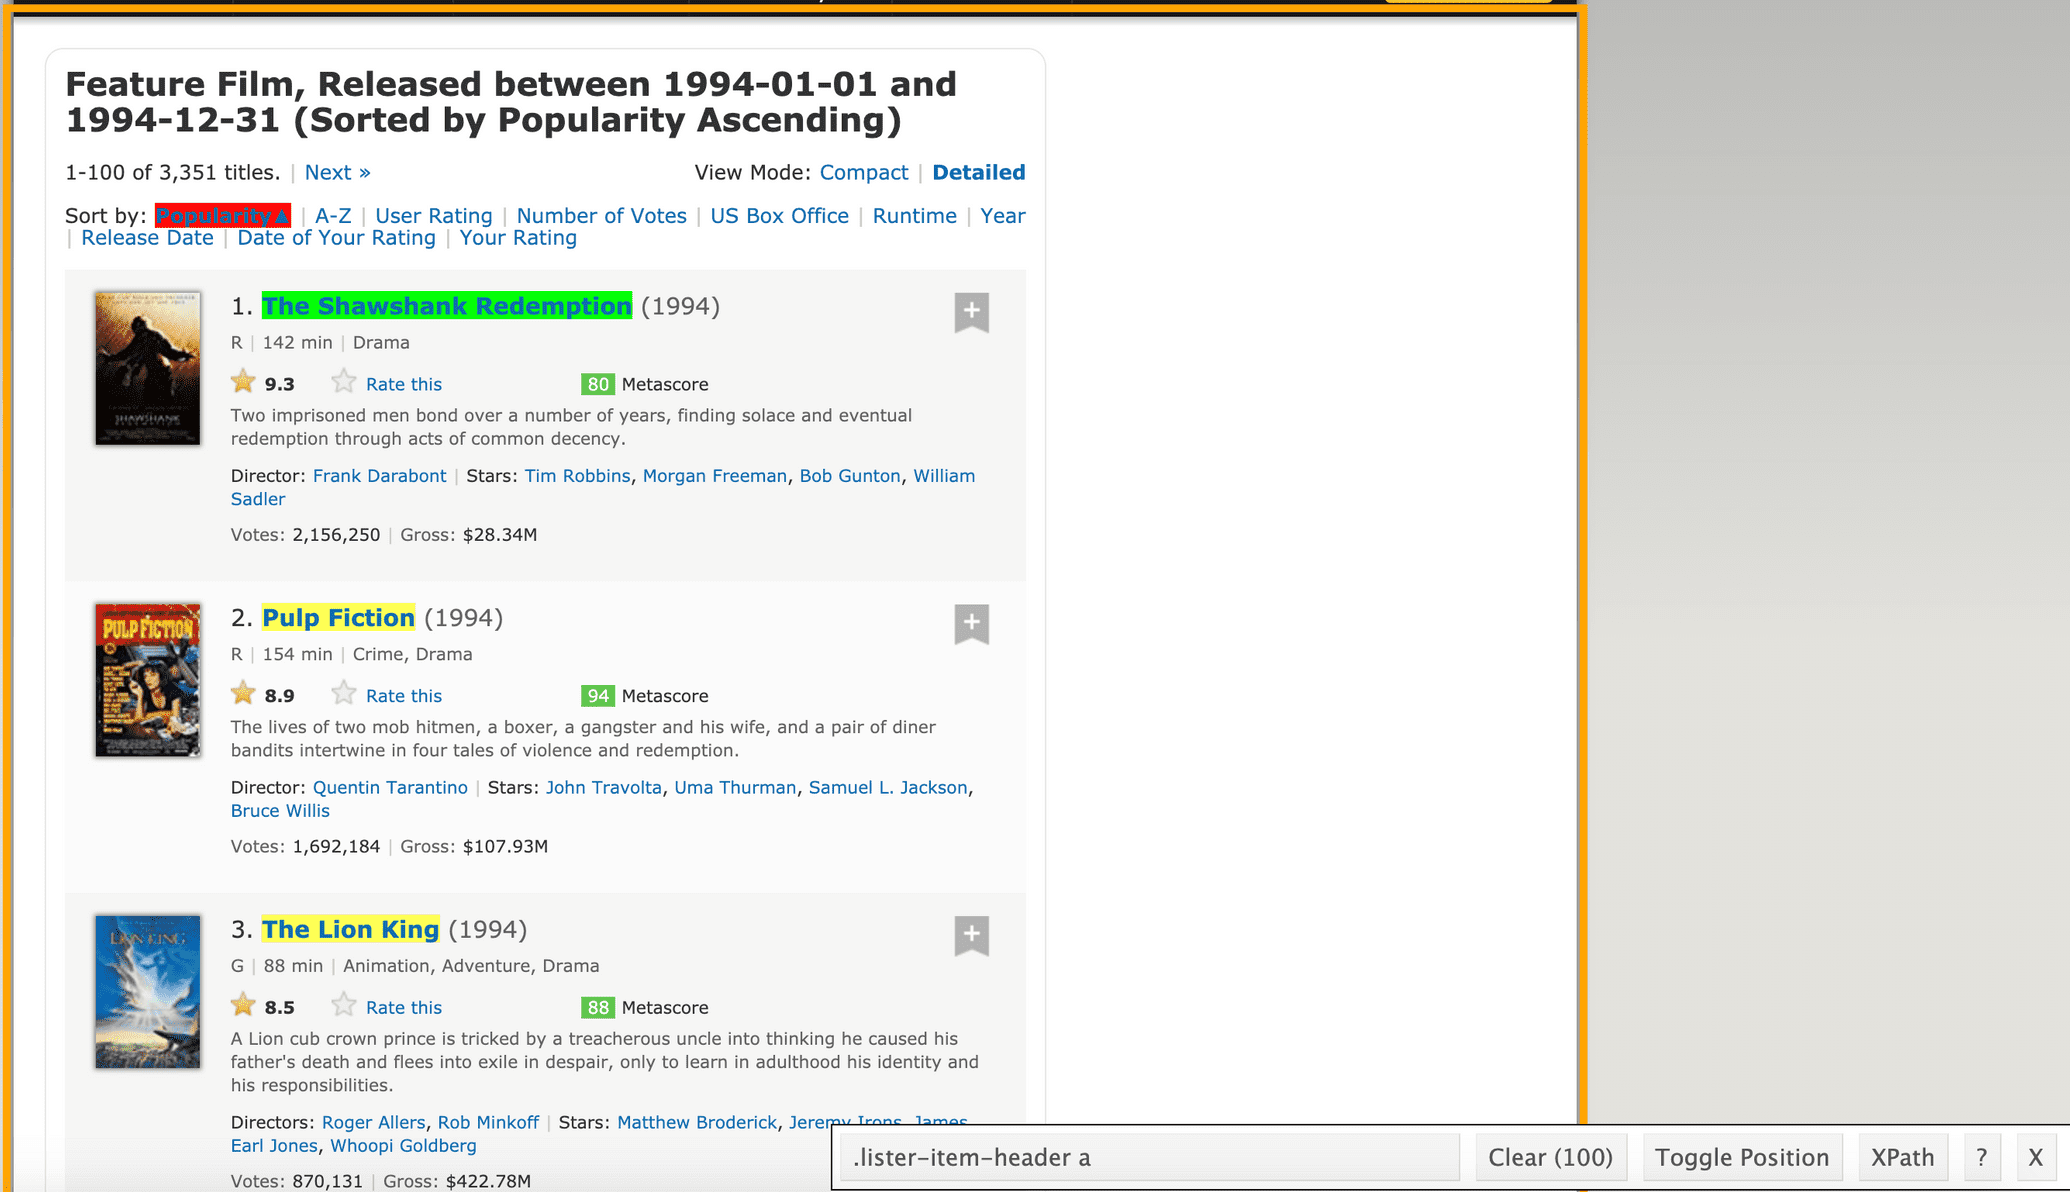 Feature Film, Released between 1994-01-01 and
1994-12-31 (Sorted by Popularity Ascending)
1-100 of 3,351 titles. | Next » View Mode: Compact | Detailed
Sort by: Popularity▲ | A-Z | User Rating | Number of Votes | US Box Office | Runtime | Year
| Release Date | Date of Your Rating | Your Rating
1. The Shawshank Redemption (1994)
R | 142 min | Drama
9.3 Rate this 80 Metascore
Two imprisoned men bond over a number of years, finding solace and eventual
redemption through acts of common decency.
Director: Frank Darabont | Stars: Tim Robbins, Morgan Freeman, Bob Gunton, William
Sadler
Votes: 2,156,250 | Gross: $28.34M
PULP FICTION
2. Pulp Fiction (1994)
R | 154 min | Crime, Drama
8.9 Rate this 94 Metascore
The lives of two mob hitmen, a boxer, a gangster and his wife, and a pair of diner
bandits intertwine in four tales of violence and redemption.
Director: Quentin Tarantino | Stars: John Travolta, Uma Thurman, Samuel L. Jackson,
Bruce Willis
Votes: 1,692,184 | Gross: $107.93M
3. The Lion King (1994)
G | 88 min | Animation, Adventure, Drama
8.5 Rate this 88 Metascore
A Lion cub crown prince is tricked by a treacherous uncle into thinking he caused his
father's death and flees into exile in despair, only to learn in adulthood his identity and
his responsibilities.
Directors: Roger Allers, Rob Minkoff | Stars: Matthew Broderick, Jeremy Irons, James
Earl Jones, Whoopi Goldberg
Votes: 870,131 | Gross: $422.78M
.lister-item-header a Clear (100) Toggle Position XPath ? X